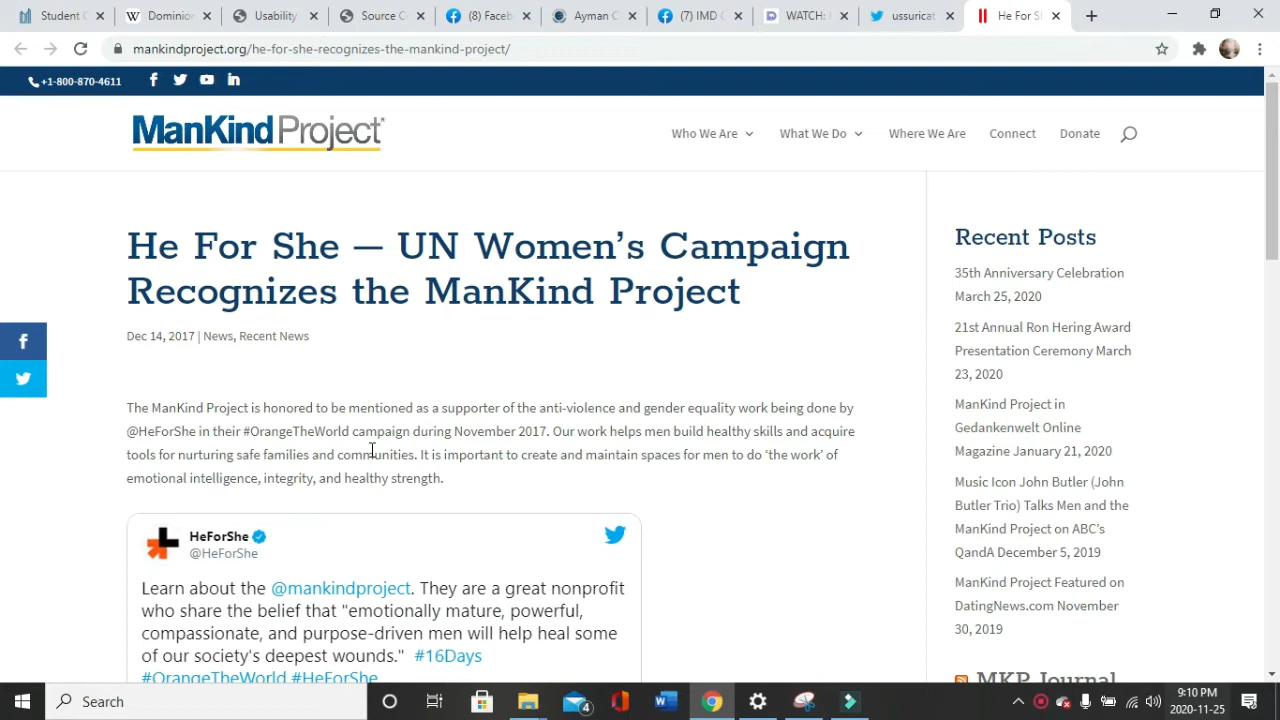 Student C
Dominio
Usability
Source C
(8) Faceb
Ayman C
(7) IMD C
WATCH:
ussuricat
He For S
mankindproject.org/he-for-she-recognizes-the-mankind-project/
+1-800-870-4611
ManKind Project
Who We Are
What We Do
Where We Are
Connect
Donate
He For She — UN Women's Campaign
Recognizes the ManKind Project
Dec 14, 2017 | News, Recent News
The ManKind Project is honored to be mentioned as a supporter of the anti-violence and gender equality work being done by
@HeForShe in their #OrangeTheWorld campaign during November 2017. Our work helps men build healthy skills and acquire
tools for nurturing safe families and communities. It is important to create and maintain spaces for men to do 'the work' of
emotional intelligence, integrity, and healthy strength.
HeForShe
@HeForShe
Learn about the @mankindproject. They are a great nonprofit
who share the belief that "emotionally mature, powerful,
compassionate, and purpose-driven men will help heal some
of our society's deepest wounds." #16Days
#OrangeTheWorld #HeForShe
Recent Posts
35th Anniversary Celebration
March 25, 2020
21st Annual Ron Hering Award
Presentation Ceremony March
23, 2020
ManKind Project in
Gedankenwelt Online
Magazine January 21, 2020
Music Icon John Butler (John
Butler Trio) Talks Men and the
ManKind Project on ABC's
QandA December 5, 2019
ManKind Project Featured on
DatingNews.com November
30, 2019
MKP Journal
Search
4
9:10 PM
2020-11-25